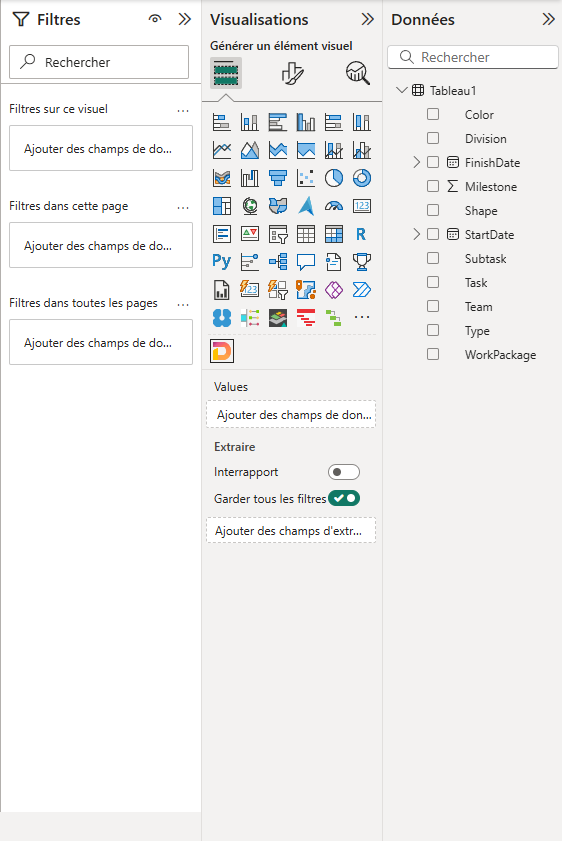 Filtres
Rechercher
Filtres sur ce visuel ...
Ajouter des champs de do...
Filtres dans cette page ...
Ajouter des champs de do...
Filtres dans toutes les pages ...
Ajouter des champs de do...
Visualisations
Générer un élément visuel
123
R
Py
123
...
Values
Ajouter des champs de don...
Extraire
Interrapport
Garder tous les filtres
Ajouter des champs d'extr...
Données
Rechercher
Tableau1
Color
Division
FinishDate
Σ Milestone
Shape
StartDate
Subtask
Task
Team
Type
WorkPackage